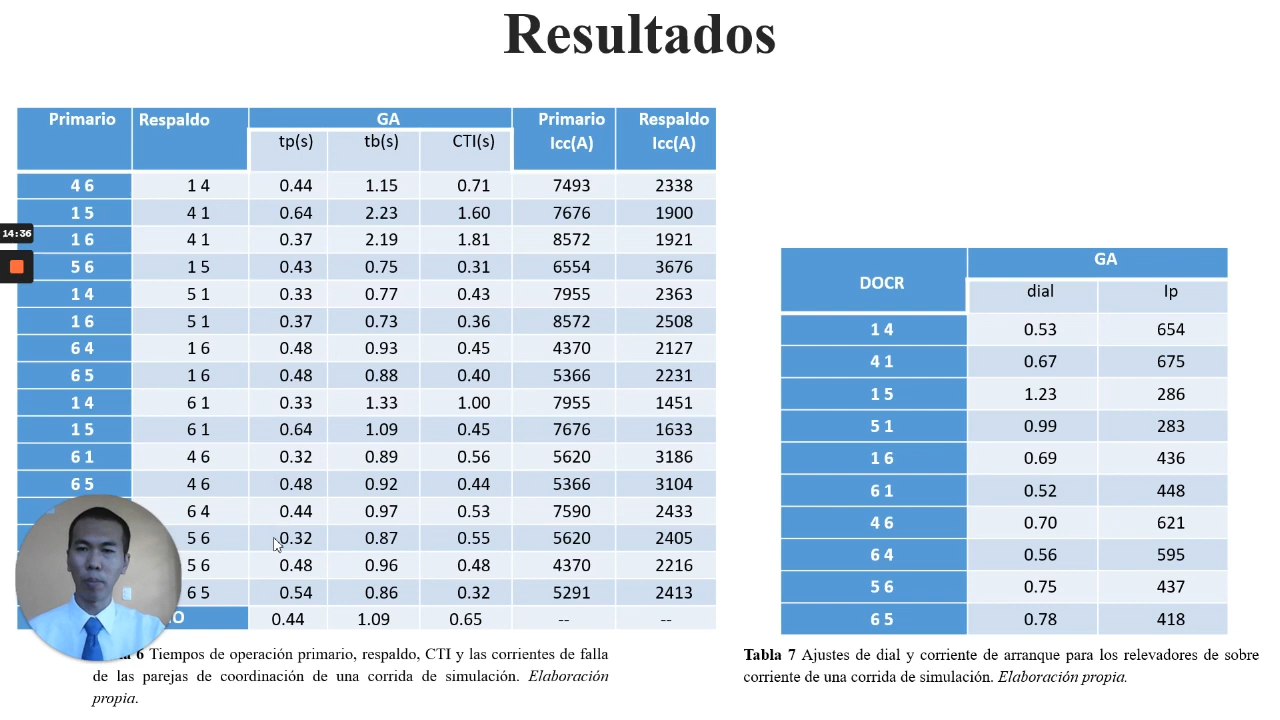 Resultados
Primario Respaldo GA Primario Respaldo
tp(s) tb(s) CTI(s) Icc(A) Icc(A)
4 6 1 4 0.44 1.15 0.71 7493 2338
1 5 4 1 0.64 2.23 1.60 7676 1900
14:36
1 6 4 1 0.37 2.19 1.81 8572 1921
5 6 1 5 0.43 0.75 0.31 6554 3676
1 4 5 1 0.33 0.77 0.43 7955 2363
1 6 5 1 0.37 0.73 0.36 8572 2508
6 4 1 6 0.48 0.93 0.45 4370 2127
6 5 1 6 0.48 0.88 0.40 5366 2231
1 4 6 1 0.33 1.33 1.00 7955 1451
1 5 6 1 0.64 1.09 0.45 7676 1633
6 1 4 6 0.32 0.89 0.56 5620 3186
6 5 4 6 0.48 0.92 0.44 5366 3104
6 4 0.44 0.97 0.53 7590 2433
5 6 0.32 0.87 0.55 5620 2405
5 6 0.48 0.96 0.48 4370 2216
6 5 0.54 0.86 0.32 5291 2413
O 0.44 1.09 0.65 -- --
6 Tiempos de operación primario, respaldo, CTI y las corrientes de falla
de las parejas de coordinación de una corrida de simulación. Elaboración
propia.
DOCR GA
dial Ip
1 4 0.53 654
4 1 0.67 675
1 5 1.23 286
5 1 0.99 283
1 6 0.69 436
6 1 0.52 448
4 6 0.70 621
6 4 0.56 595
5 6 0.75 437
6 5 0.78 418
Tabla 7 Ajustes de dial y corriente de arranque para los relevadores de sobre
corriente de una corrida de simulación. Elaboración propia.